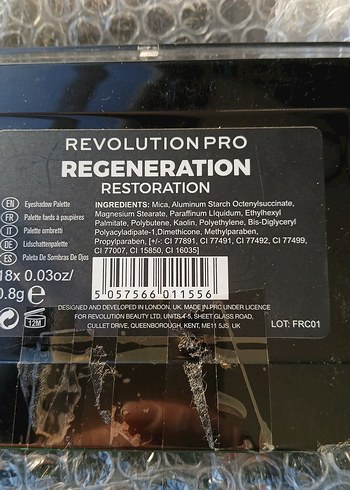 REVOLUTION PRO
REGENERATION
RESTORATION
EN Eyeshadow Palette
FR Palette fards à paupières
IT Palette ombretti
DE Lidschattenpalette
ES Paleta De Sombras De Ojos
INGREDIENTS: Mica, Aluminum Starch Octenylsuccinate,
Magnesium Stearate, Paraffinum LIquidum, Ethylhexyl
Palmitate, Polybutene, Kaolin, Polyethylene, Bis-Diglyceryl
Polyacyladipate-1,Dimethicone, Methylparaben,
Propylparaben, [+/-: CI 77891, CI 77491, CI 77492, CI 77499,
CI 77007, CI 15850, CI 16035]
18x 0.03oz/
0.8g e
5 057566 011556
DESIGNED AND DEVELOPED IN LONDON, UK. MADE IN PRC UNDER LICENCE
FOR REVOLUTION BEAUTY LTD, UNITS 4-5, SHEET GLASS ROAD,
CULLET DRIVE, QUEENBOROUGH, KENT, ME11 5JS. UK
12M
LOT: FRC01